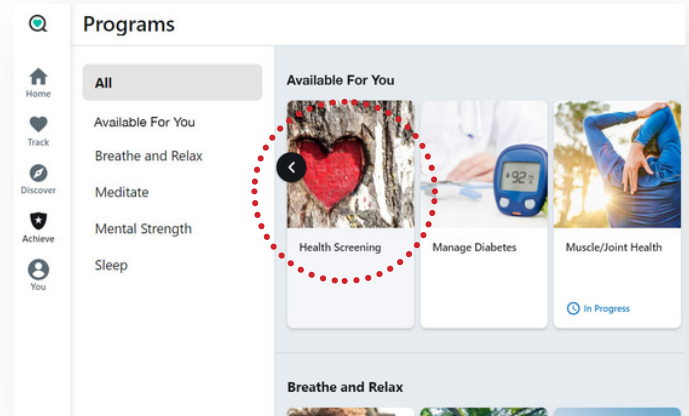 Programs
Home
Track
Discover
Achieve
You
All
Available For You
Breathe and Relax
Meditate
Mental Strength
Sleep
Available For You
Health Screening
92
Manage Diabetes
Muscle/Joint Health
In Progress
Breathe and Relax